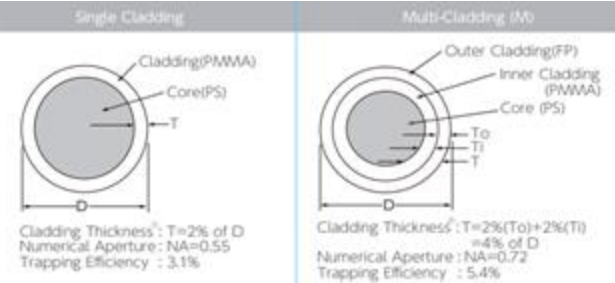 Single Cladding
Cladding(PMMA)
Core(PS)
T
D
Cladding Thickness*: T=2% of D
Numerical Aperture: NA=0.55
Trapping Efficiency : 3.1%
Multi-Cladding (M)
Outer Cladding(FP)
Inner Cladding
(PMMA)
Core (PS)
To
Ti
T
D
Cladding Thickness*: T=2%(To)+2%(Ti)
=4% of D
Numerical Aperture : NA=0.72
Trapping Efficiency : 5.4%